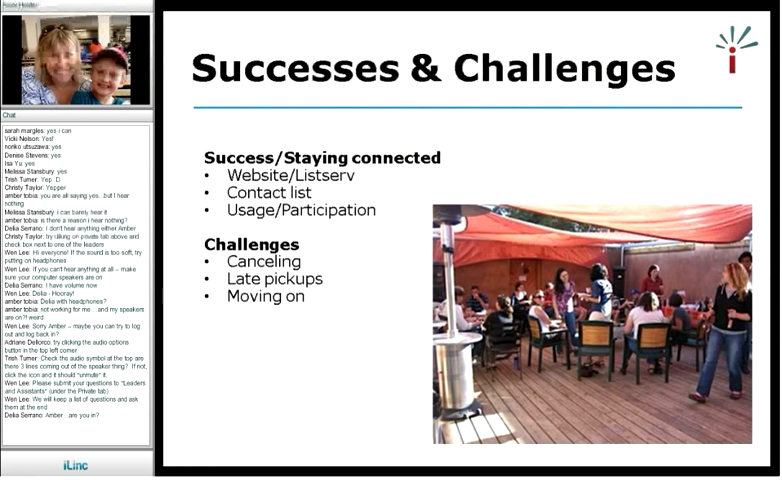 Chat
sarah margles: yes i can
Vicki Nelson: Yes!
noriko utsuzawa: yes
Denise Stevens: yes
Isa Yu: yes
Melissa Stansbury: yes
Trish Turner: Yep :D
Christy Taylor: Yepper
amber tobia: you are all saying yes...but I hear
nothing
Melissa Stansbury: i can barely hear it
amber tobia: is there a reason i hear nothing?
Delia Serrano: I don't hear anything either Amber
Christy Taylor: try cliking on private tab above and
check box next to one of the leaders
Wen Lee: Hi everyone! If the sound is too soft, try
putting on headphones
Wen Lee: If you can't hear anything at all -- make
sure your computer speakers are on
Delia Serrano: I have volume now
Wen Lee: Delia - Hooray!
amber tobia: Delia with headphones?
amber tobia: not working for me ...and my speakers
are on?! weird
Wen Lee: Sorry Amber -- maybe you can try to log
out and log back in?
Adriane Dellorco: try clicking the audio options
button in the top left corner
Trish Turner: Check the audio symbol at the top are
there 3 lines coming out of the speaker thing? If not,
click the icon and it should "unmute" it.
Wen Lee: Please submit your questions to "Leaders
and Assistants" (under the Private tab)
Wen Lee: We will keep a list of questions and ask
them at the end
Delia Serrano: Amber ..are you in?
iLinc
Successes & Challenges
Success/Staying connected
• Website/Listserv
• Contact list
• Usage/Participation
Challenges
• Canceling
• Late pickups
• Moving on